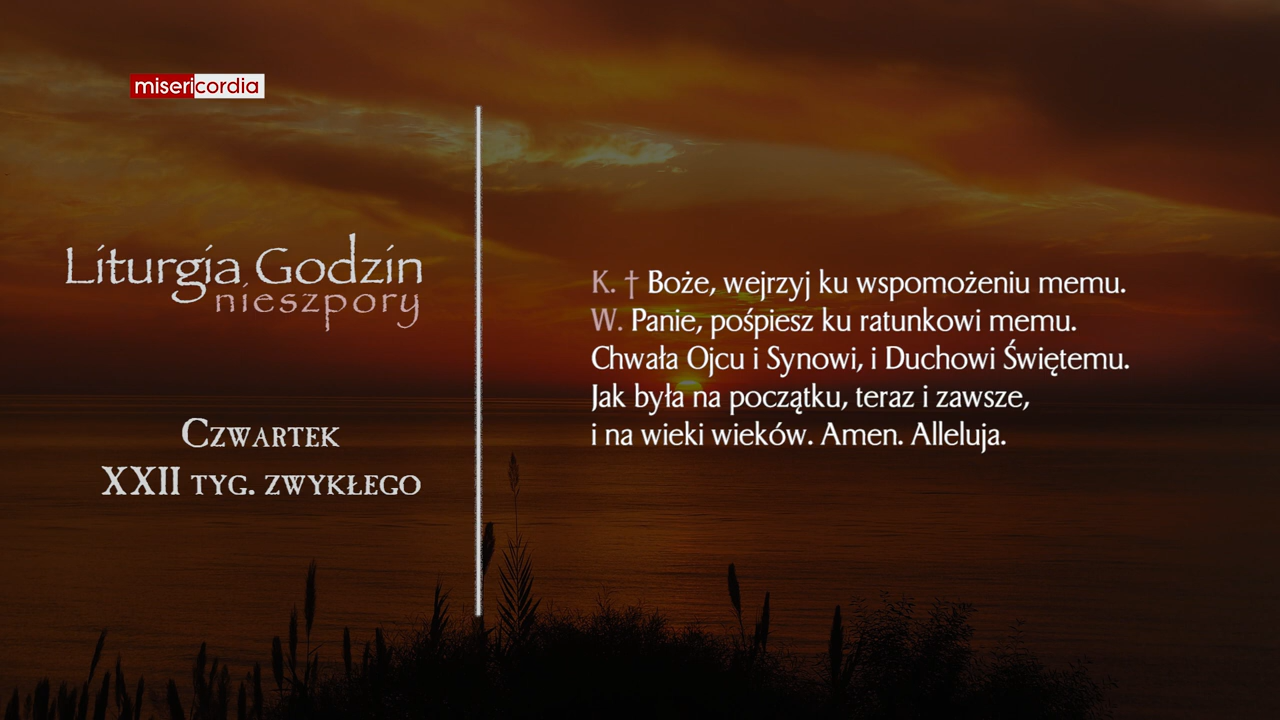 misericordia
Liturgia Godzin
nieszpory
Czwartek
XXII tyg. zwykłego
K. † Boże, wejrzyj ku wspomożeniu memu.
W. Panie, pośpiesz ku ratunkowi memu.
Chwała Ojcu i Synowi, i Duchowi Świętemu.
Jak była na początku, teraz i zawsze,
i na wieki wieków. Amen. Alleluja.